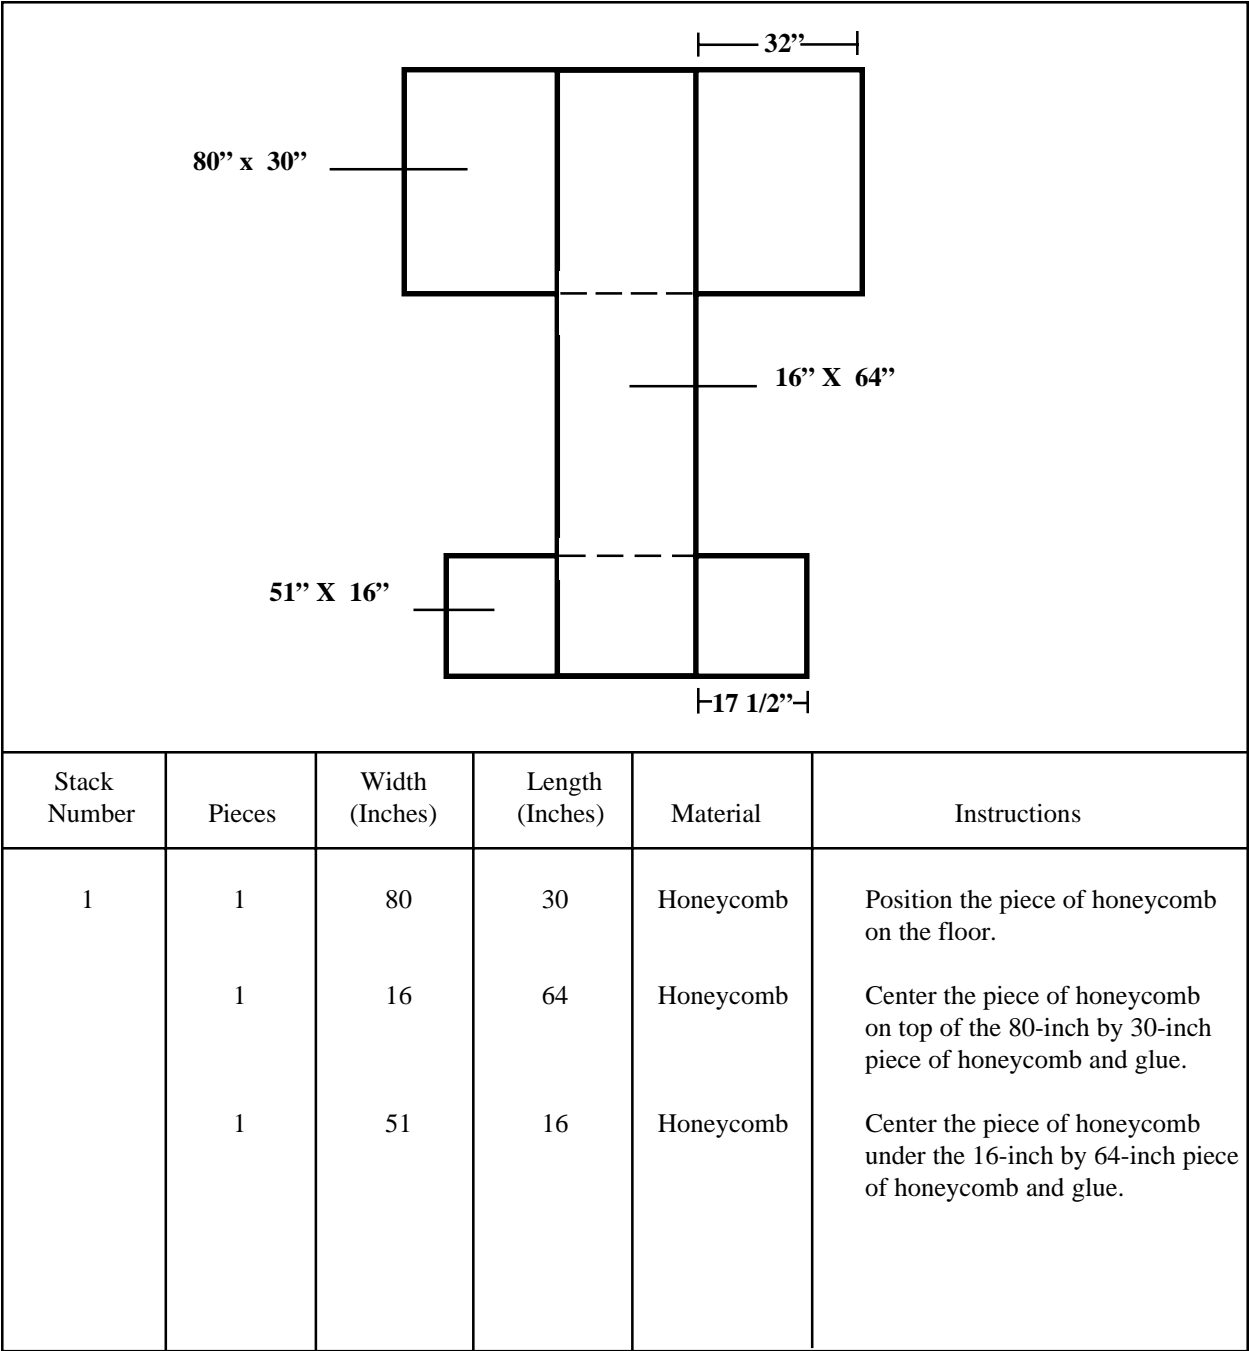 32”
80” x 30”
16” X 64”
51” X 16”
17 1/2”
Stack Number
Pieces
Width (Inches)
Length (Inches)
Material
Instructions
1
1
80
30
Honeycomb
Position the piece of honeycomb
on the floor.
1
16
64
Honeycomb
Center the piece of honeycomb
on top of the 80-inch by 30-inch
piece of honeycomb and glue.
1
51
16
Honeycomb
Center the piece of honeycomb
under the 16-inch by 64-inch piece
of honeycomb and glue.